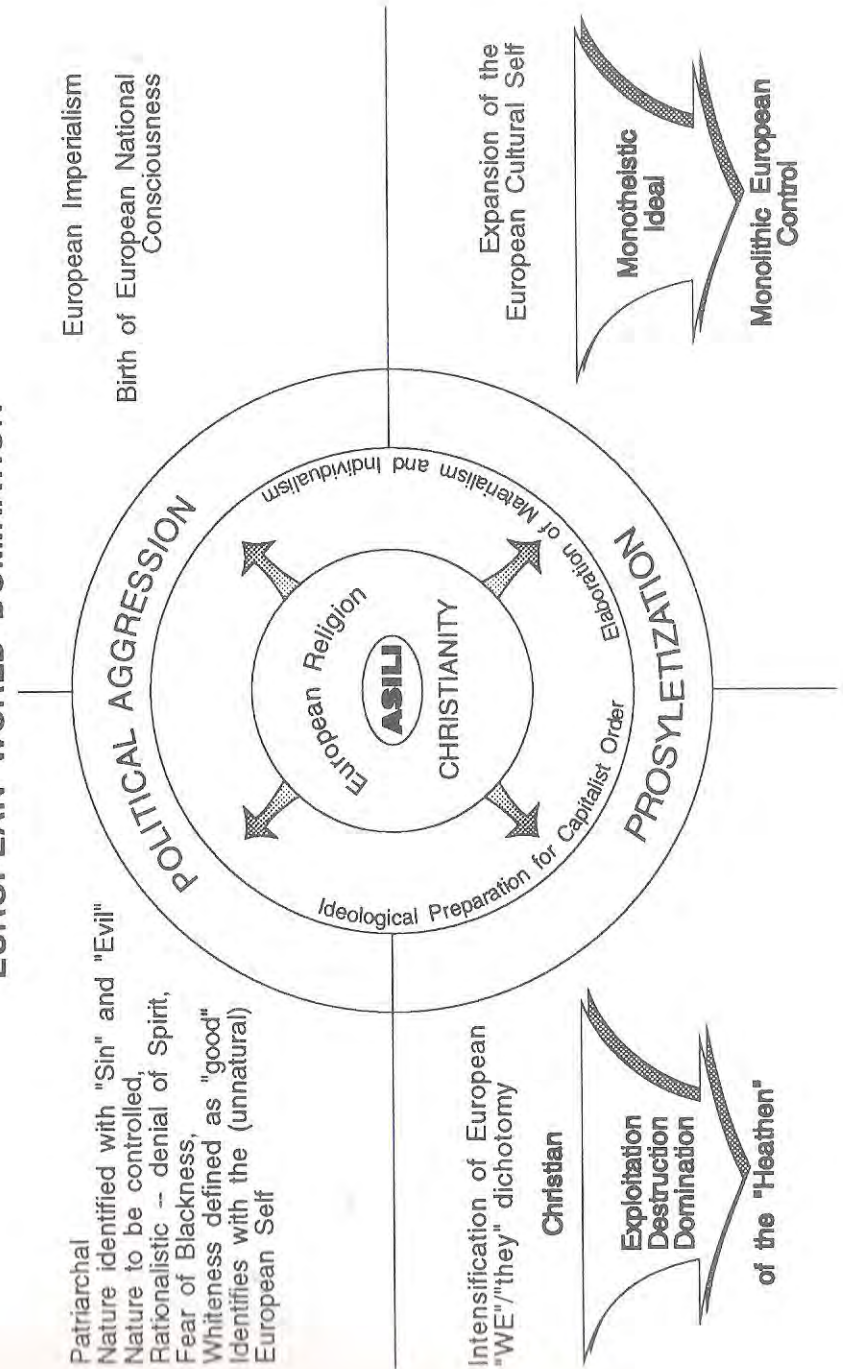 EUROPEAN WORLD DOMINATION
Patriarchal
Nature identified with "Sin" and "Evil"
Nature to be controlled,
Rationalistic -- denial of Spirit,
Fear of Blackness,
Whiteness defined as "good"
Identifies with the (unnatural)
European Self
European Imperialism
Birth of European National
Consciousness
POLITICAL AGGRESSION
European Religion
ASILI
CHRISTIANITY
Ideological Preparation for Capitalist Order
Elaboration of Materialism and Individualism
PROSYLETIZATION
Intensification of European
"WE"/"they" dichotomy
Christian
Exploitation
Destruction
Domination
of the "Heathen"
Expansion of the
European Cultural Self
Monotheistic
Ideal
Monolithic European
Control